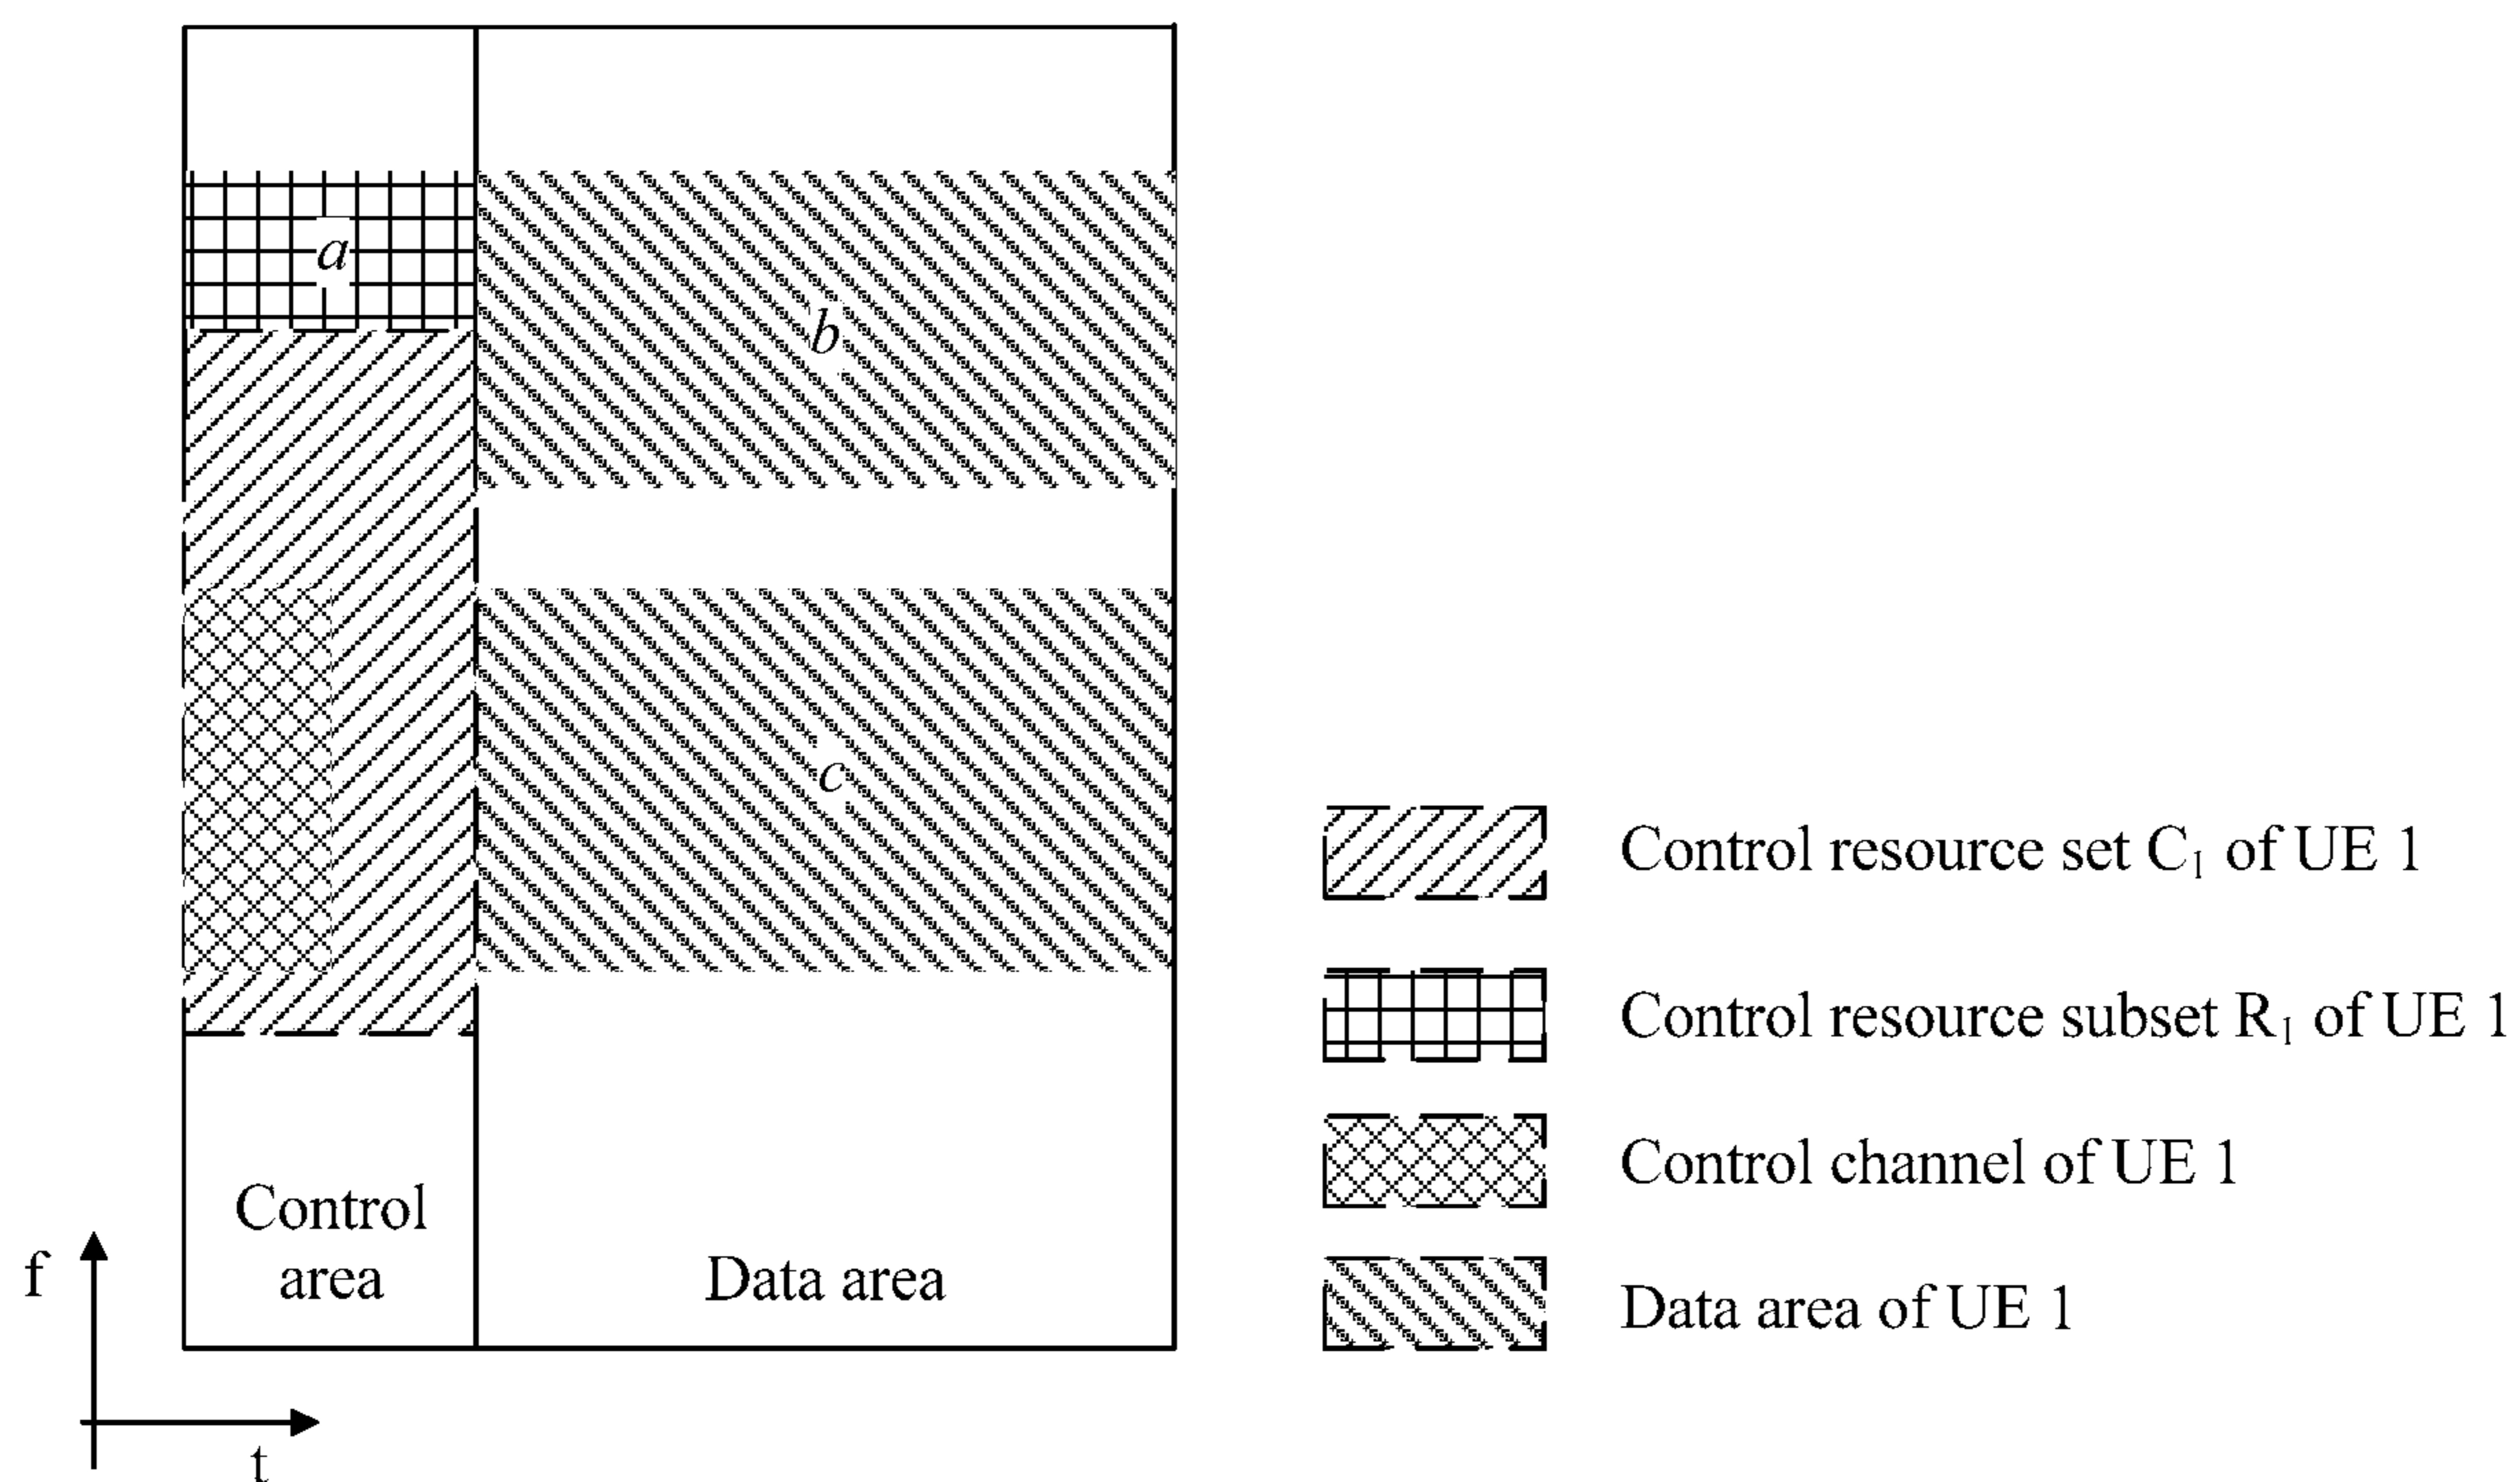 a
b
c
Control
area
Data area
f
t
Control resource set C₁ of UE 1
Control resource subset R₁ of UE 1
Control channel of UE 1
Data area of UE 1